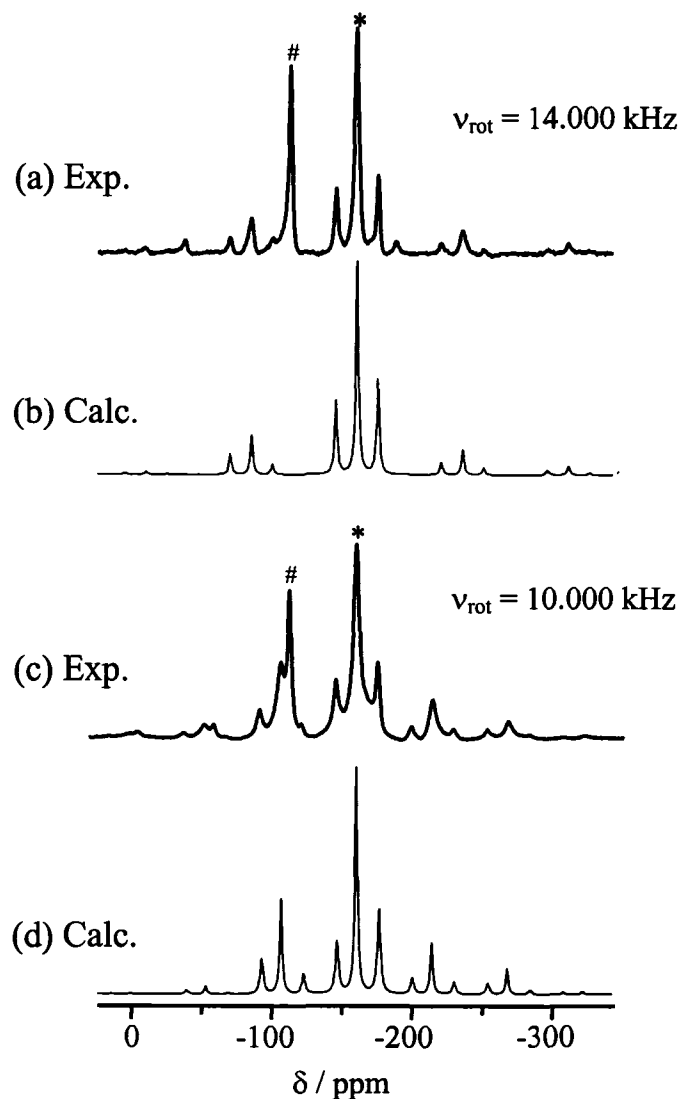 *
#
ν_rot = 14.000 kHz
(a) Exp.
(b) Calc.
*
#
ν_rot = 10.000 kHz
(c) Exp.
(d) Calc.
0 -100 -200 -300
δ / ppm